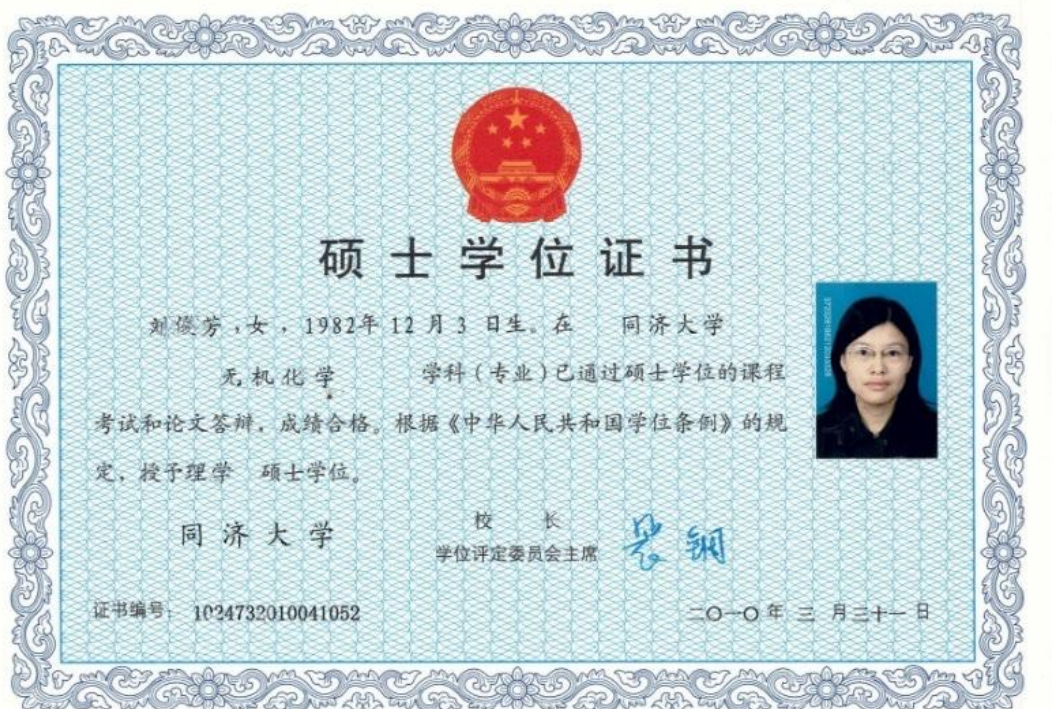 硕士学位证书
刘俊芳,女,1982年12月3日生。在 同济大学
无机化学 学科(专业)已通过硕士学位的课程
考试和论文答辩,成绩合格。根据《中华人民共和国学位条例》的规
定,授予理学 硕士学位。
同济大学
校 长
学位评定委员会主席
裴钢
证书编号: 1024732010041052
二〇一〇年 三 月三十一 日